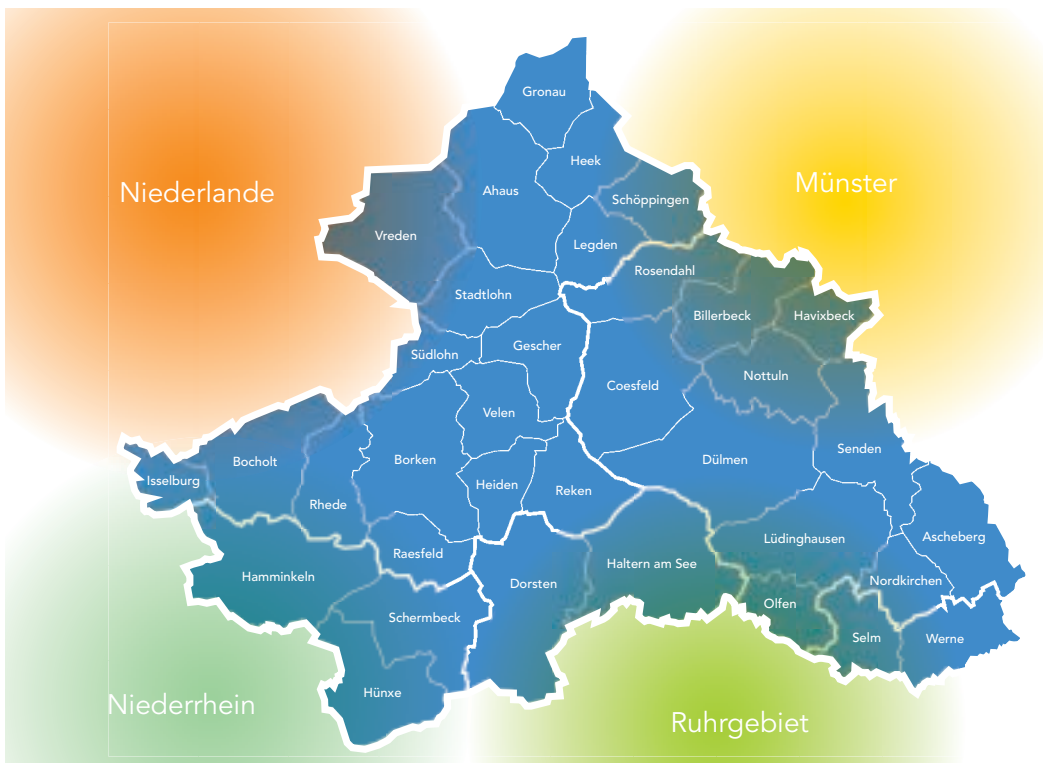 Gronau
Heek
Niederlande
Münster
Ahaus
Schöppingen
Vreden
Legden
Rosendahl
Stadtlohn
Billerbeck
Havixbeck
Gescher
Südlohn
Nottuln
Coesfeld
Velen
Senden
Borken
Dülmen
Bocholt
Isselburg
Heiden
Reken
Rhede
Lüdinghausen
Ascheberg
Raesfeld
Haltern am See
Hamminkeln
Dorsten
Nordkirchen
Olfen
Schermbeck
Selm
Werne
Hünxe
Niederrhein
Ruhrgebiet